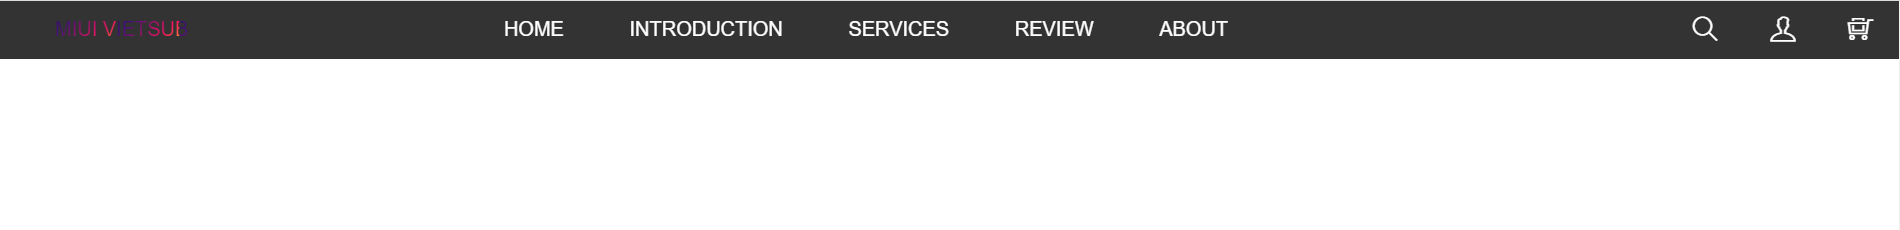 MIUI VIETSUB HOME INTRODUCTION SERVICES REVIEW ABOUT